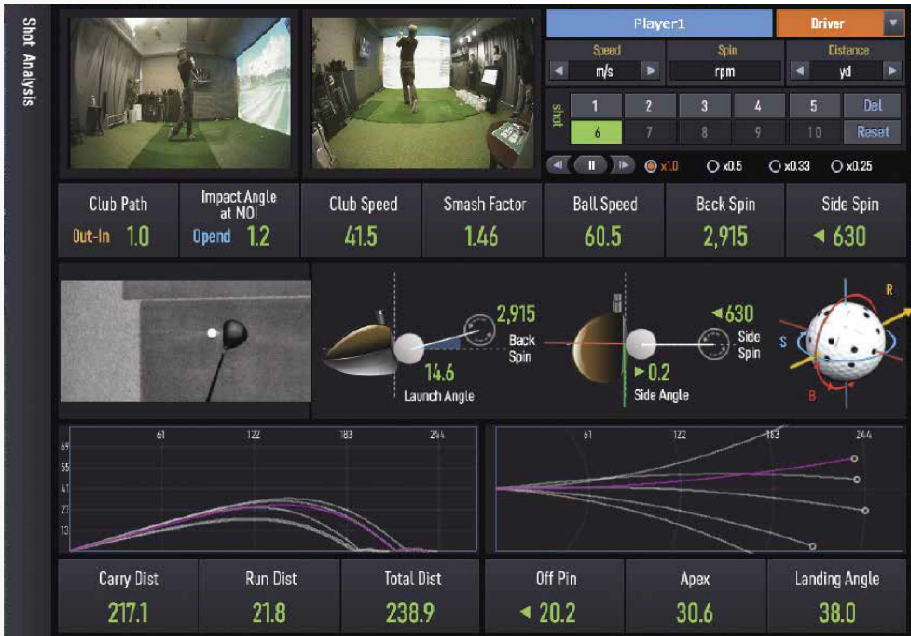 Shot Analysis
Player1
Driver
Speed
Spin
Distance
m/s
rpm
yd
shot
1 2 3 4 5 Del
6 7 8 9 10 Reset
x1.0 x0.5 x0.33 x0.25
Club Path
Out-In 1.0
Impact Angle
at MOI
Opend 1.2
Club Speed
41.5
Smash Factor
1.46
Ball Speed
60.5
Back Spin
2,915
Side Spin
◀ 630
2,915
Back
Spin
14.6
Launch Angle
◀630
Side
Spin
▶0.2
Side Angle
R
S
B
61 122 183 244
69
55
41
27
13
61 122 183 244
Carry Dist
217.1
Run Dist
21.8
Total Dist
238.9
Off Pin
◀ 20.2
Apex
30.6
Landing Angle
38.0